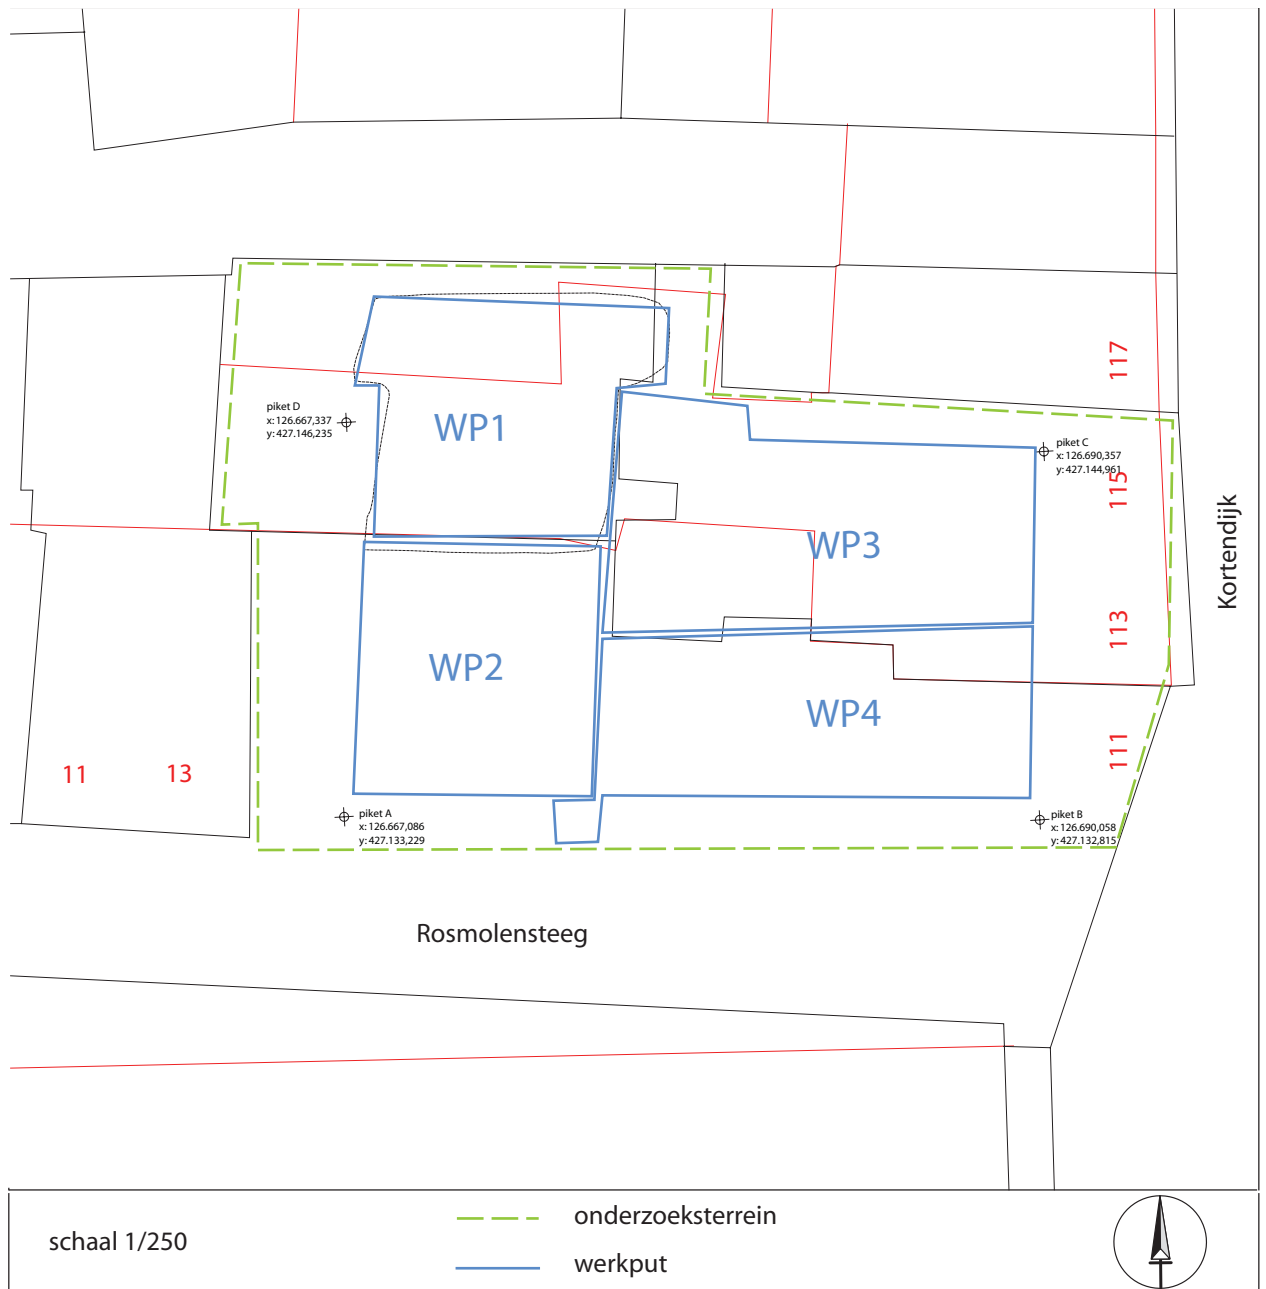 117
piket D
x: 126.667,337
y: 427.146,235
WP1
piket C
x: 126.690,357
y: 427.144,961
115
Kortendijk
WP3
113
WP2
WP4
111
11
13
piket A
x: 126.667,086
y: 427.133,229
piket B
x: 126.690,058
y: 427.132,815
Rosmolensteeg
schaal 1/250
onderzoeksterrein
werkput